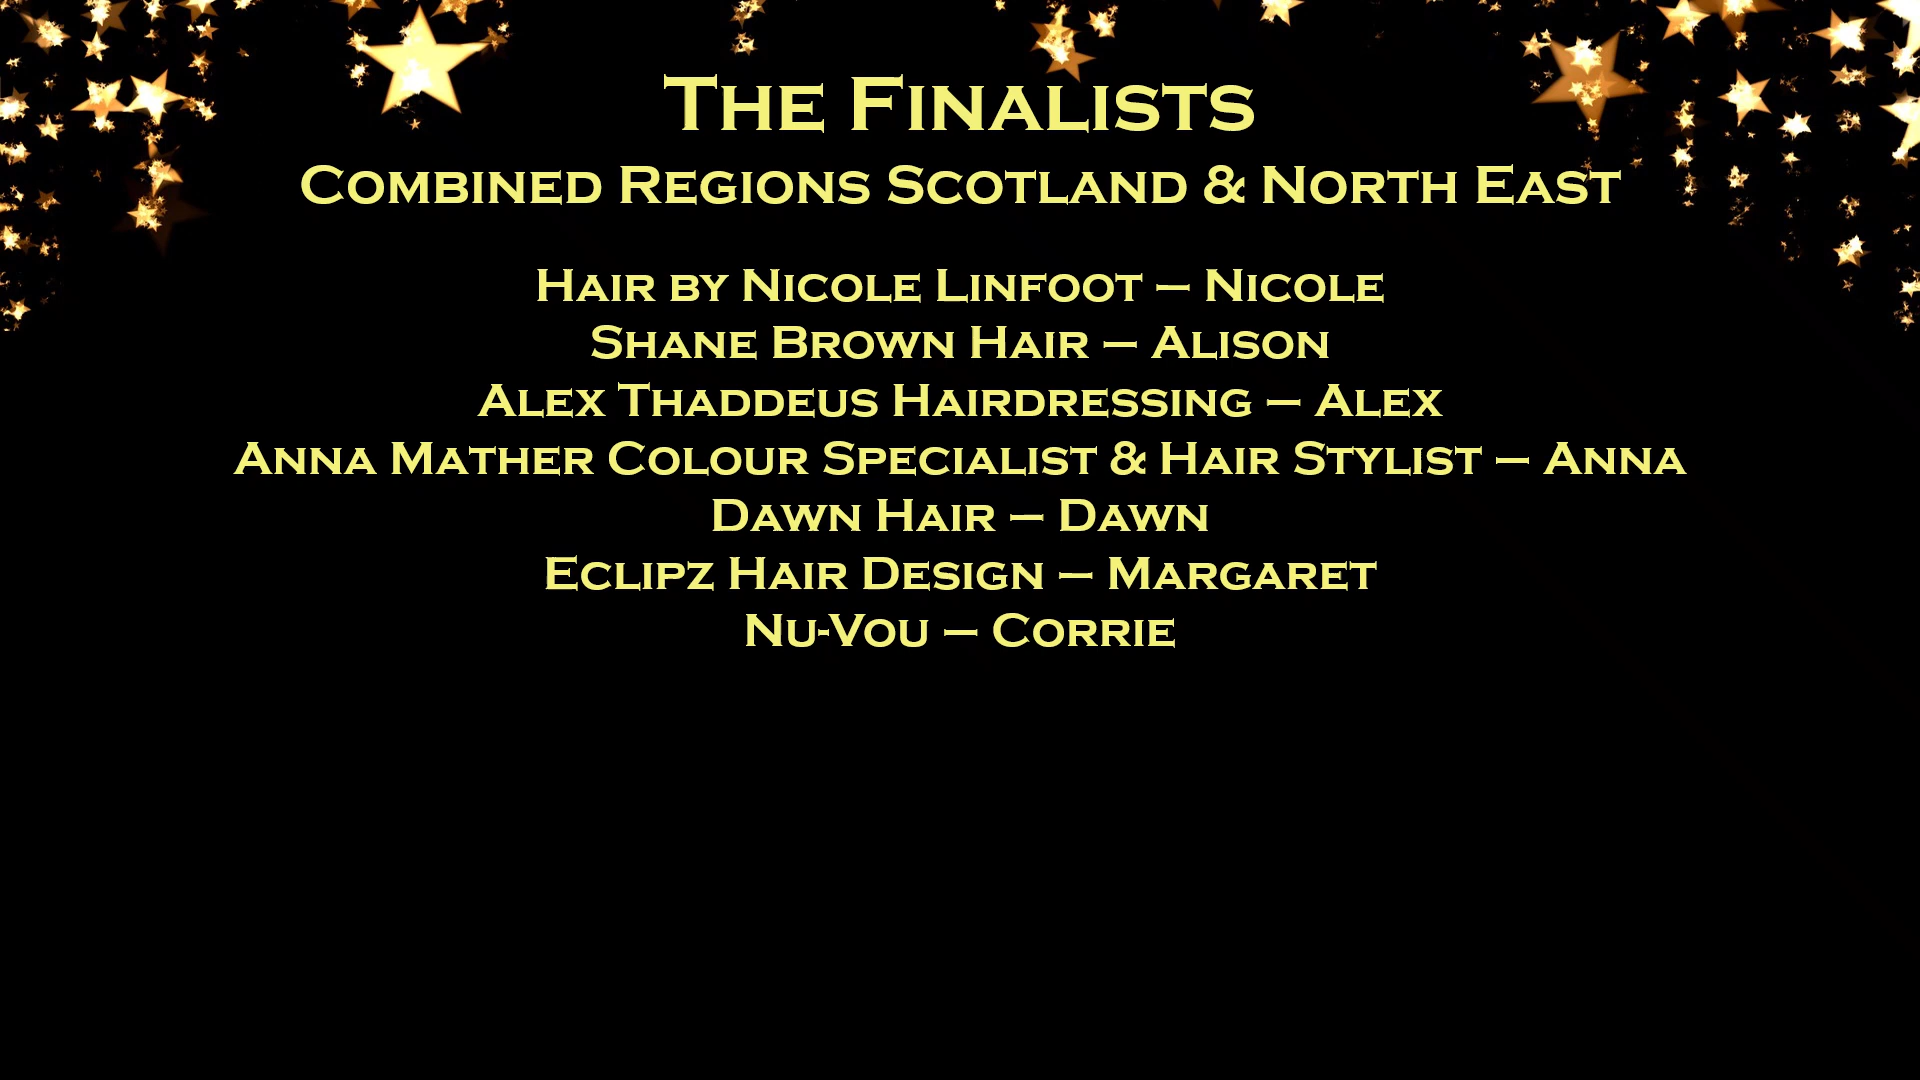 The Finalists
Combined Regions Scotland & North East
Hair by Nicole Linfoot – Nicole
Shane Brown Hair – Alison
Alex Thaddeus Hairdressing – Alex
Anna Mather Colour Specialist & Hair Stylist – Anna
Dawn Hair – Dawn
Eclipz Hair Design – Margaret
Nu-Vou – Corrie